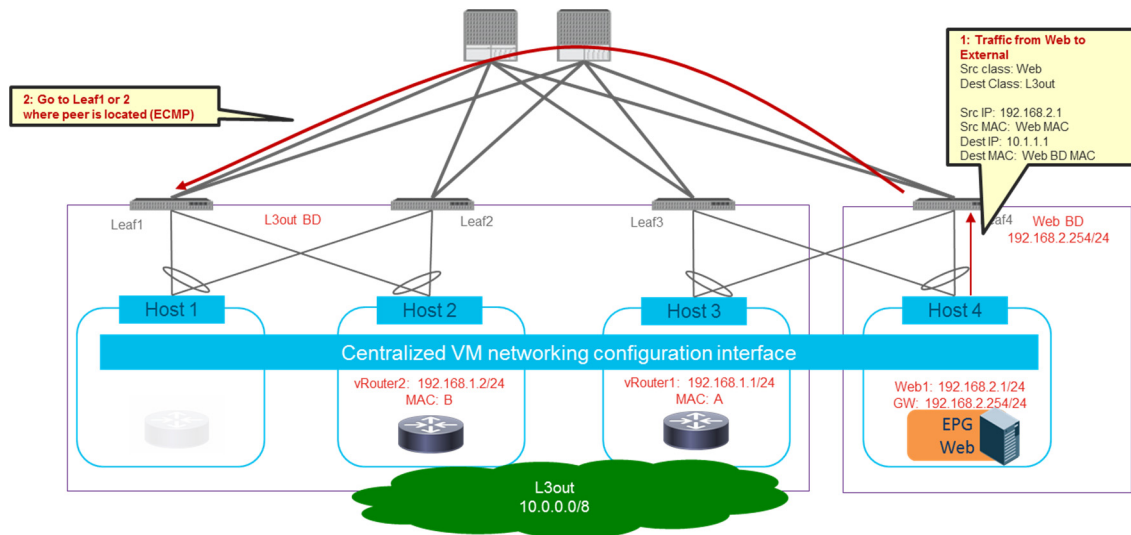 1: Traffic from Web to
External
Src class: Web
Dest Class: L3out
Src IP: 192.168.2.1
Src MAC: Web MAC
Dest IP: 10.1.1.1
Dest MAC: Web BD MAC
2: Go to Leaf1 or 2
where peer is located (ECMP)
Leaf1
L3out BD
Leaf2
Leaf3
Web BD
192.168.2.254/24
Host 1
Host 2
Host 3
Host 4
Centralized VM networking configuration interface
vRouter2: 192.168.1.2/24
MAC: B
vRouter1: 192.168.1.1/24
MAC: A
Web1: 192.168.2.1/24
GW: 192.168.2.254/24
EPG
Web
L3out
10.0.0.0/8